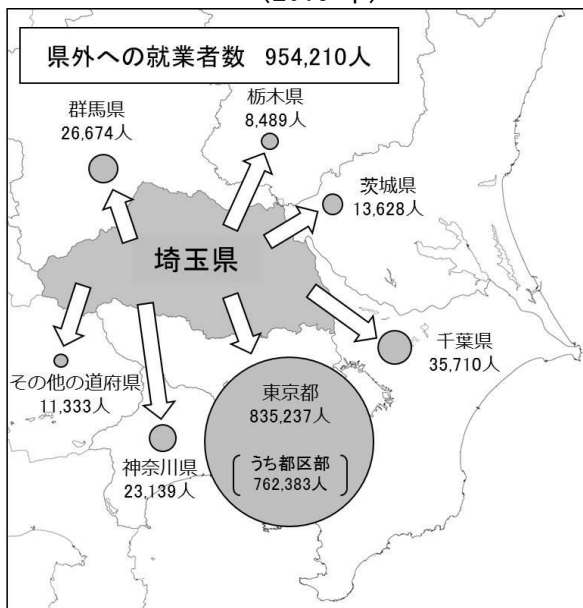 県外への就業者数 954,210人
群馬県
26,674人
栃木県
8,489人
茨城県
13,628人
埼玉県
千葉県
35,710人
その他の道府県
11,333人
東京都
835,237人
うち都区部
762,383人
神奈川県
23,139人